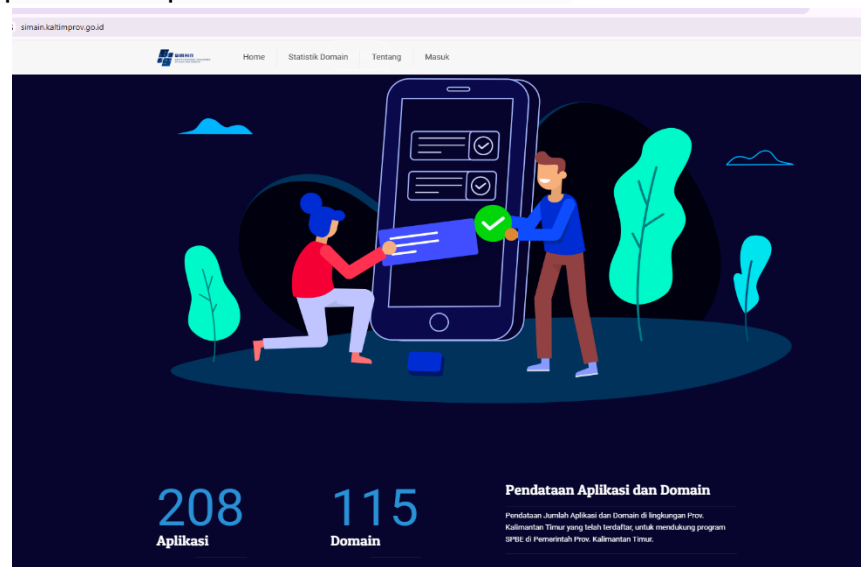 simain.kaltimprov.go.id
Home Statistik Domain Tentang Masuk
208
Aplikasi
115
Domain
Pendataan Aplikasi dan Domain
Pendataan Jumlah Aplikasi dan Domain di lingkungan Prov.
Kalimantan Timur yang telah terdaftar, untuk mendukung program
SPBE di Pemerintah Prov. Kalimantan Timur.